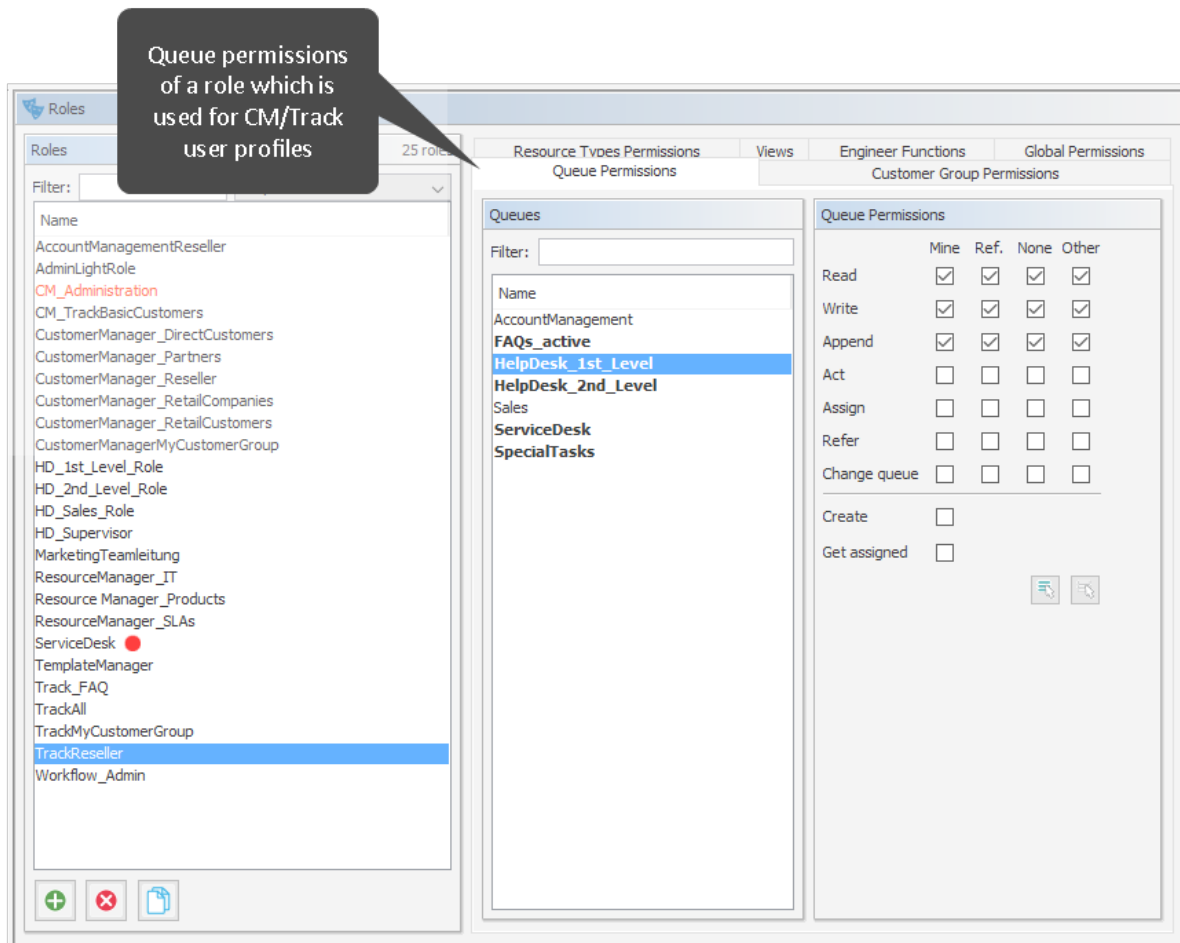 Queue permissions
of a role which is
used for CM/Track
user profiles
Roles
Roles
25 roles
Filter:
Name
AccountManagementReseller
AdminLightRole
CM_Administration
CM_TrackBasicCustomers
CustomerManager_DirectCustomers
CustomerManager_Partners
CustomerManager_Reseller
CustomerManager_RetailCompanies
CustomerManager_RetailCustomers
CustomerManagerMyCustomerGroup
HD_1st_Level_Role
HD_2nd_Level_Role
HD_Sales_Role
HD_Supervisor
MarketingTeamleitung
ResourceManager_IT
Resource Manager_Products
ResourceManager_SLAs
ServiceDesk
TemplateManager
Track_FAQ
TrackAll
TrackMyCustomerGroup
TrackReseller
Workflow_Admin
Resource Types Permissions Views Engineer Functions Global Permissions
Queue Permissions Customer Group Permissions
Queues
Filter:
Name
AccountManagement
FAQs_active
HelpDesk_1st_Level
HelpDesk_2nd_Level
Sales
ServiceDesk
SpecialTasks
Queue Permissions
Mine Ref. None Other
Read
Write
Append
Act
Assign
Refer
Change queue
Create
Get assigned